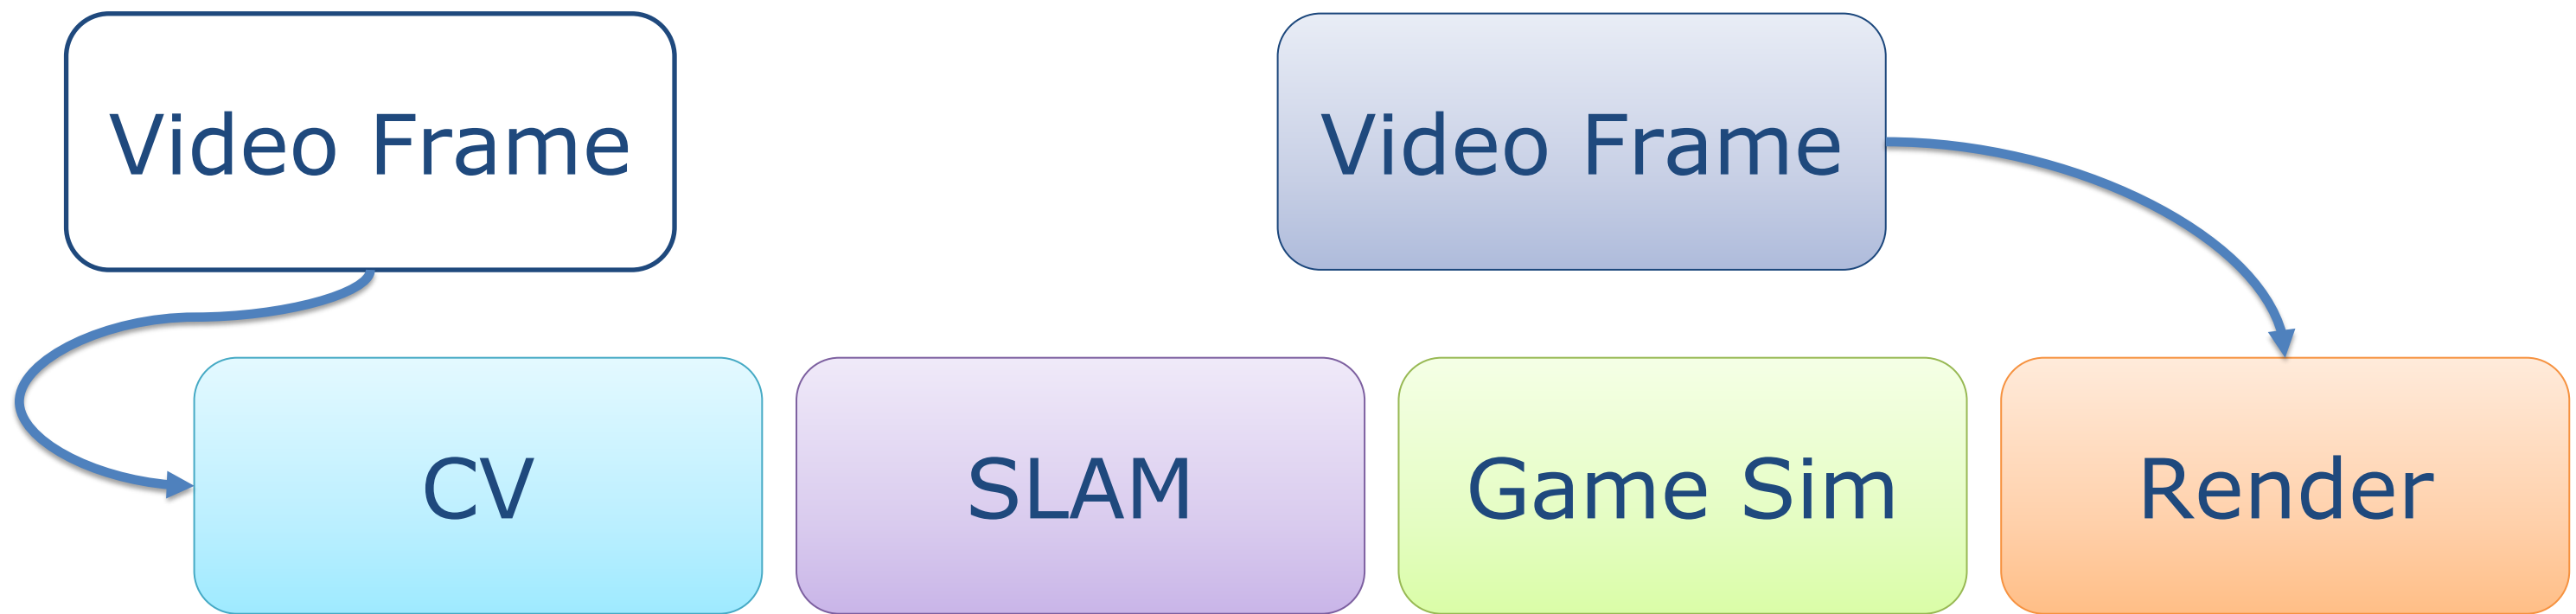 Video Frame
Video Frame
CV
SLAM
Game Sim
Render